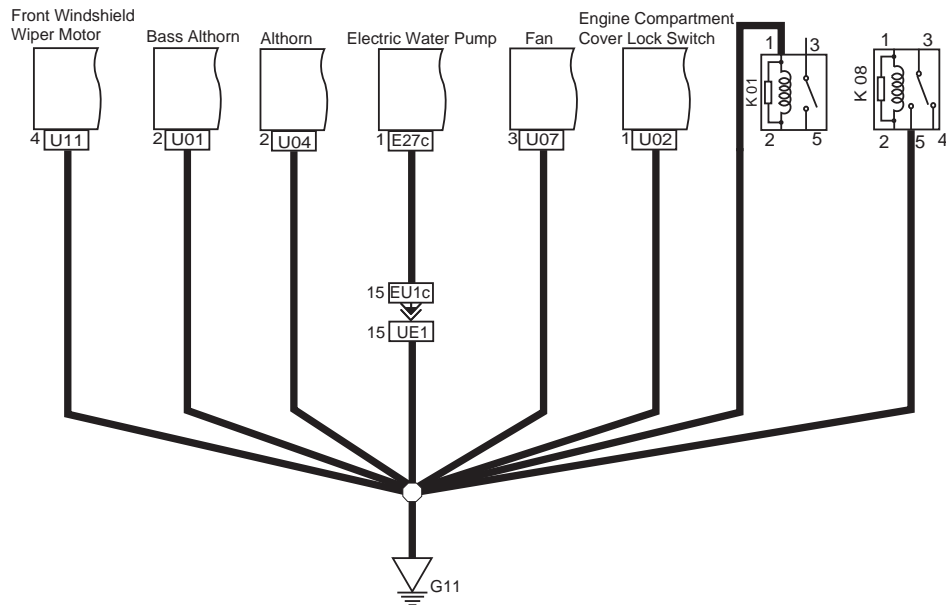 Front Windshield
Wiper Motor
Bass Althorn
Althorn
Electric Water Pump
Fan
Engine Compartment
Cover Lock Switch
1
3
K 01
2
5
1
3
K 08
2
5
4
4 U11
2 U01
2 U04
1 E27c
3 U07
1 U02
15 EU1c
15 UE1
G11